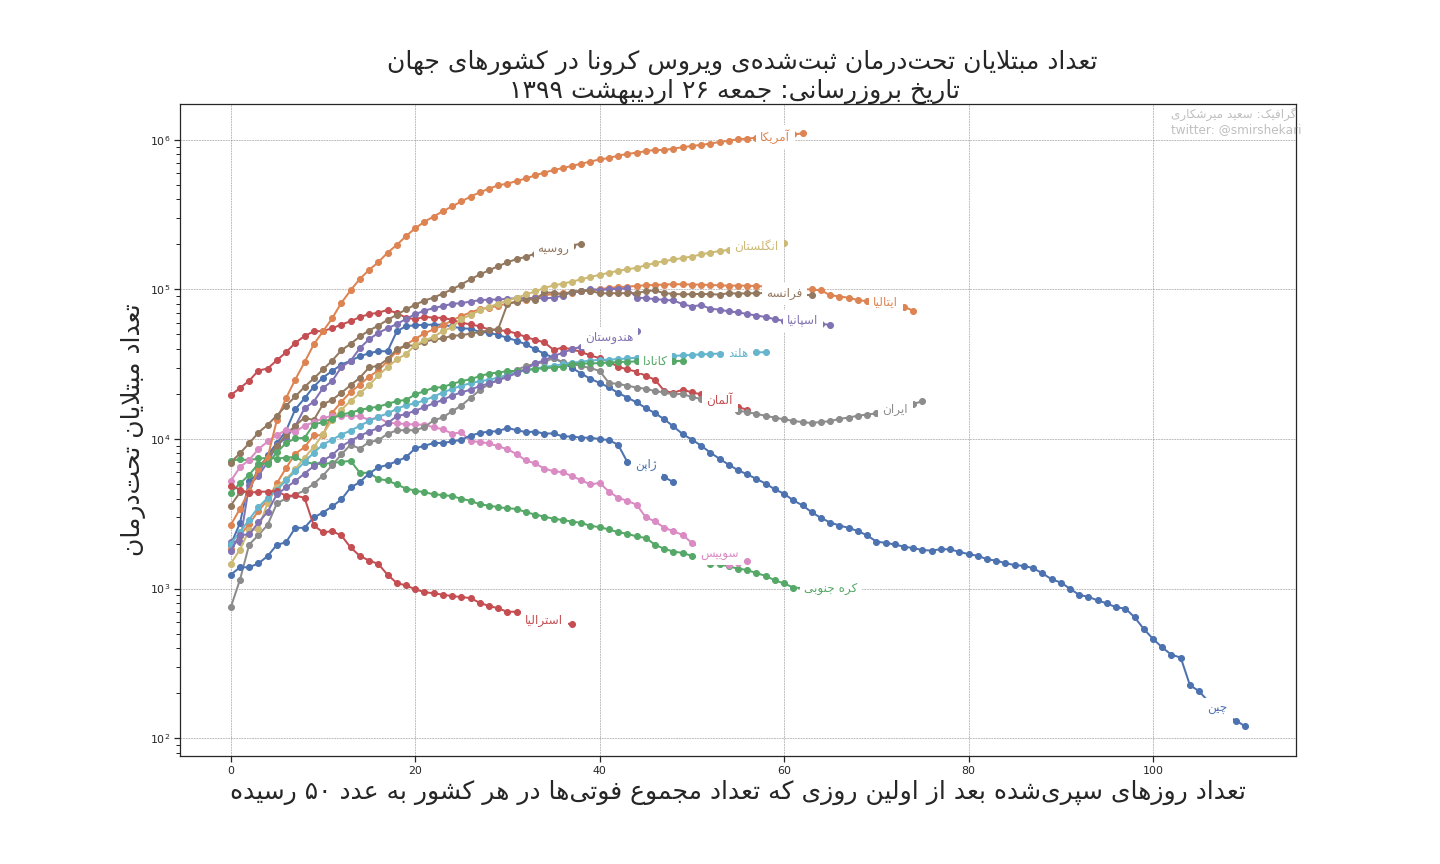 تعداد مبتلایان تحت‌درمان ثبت‌شده‌ی ویروس کرونا در کشورهای جهان
تاریخ بروزرسانی: جمعه ۲۶ اردیبهشت ۱۳۹۹
گرافیک: سعید میرشکاری
twitter: @smirshekari
تعداد مبتلایان تحت‌درمان
10⁶
10⁵
10⁴
10³
10²
آمریکا
روسیه
انگلستان
فرانسه
ایتالیا
اسپانیا
هندوستان
هلند
کانادا
آلمان
ایران
ژاپن
سوییس
کره جنوبی
استرالیا
چین
0 20 40 60 80 100
تعداد روزهای سپری‌شده بعد از اولین روزی که تعداد مجموع فوتی‌ها در هر کشور به عدد ۵۰ رسیده